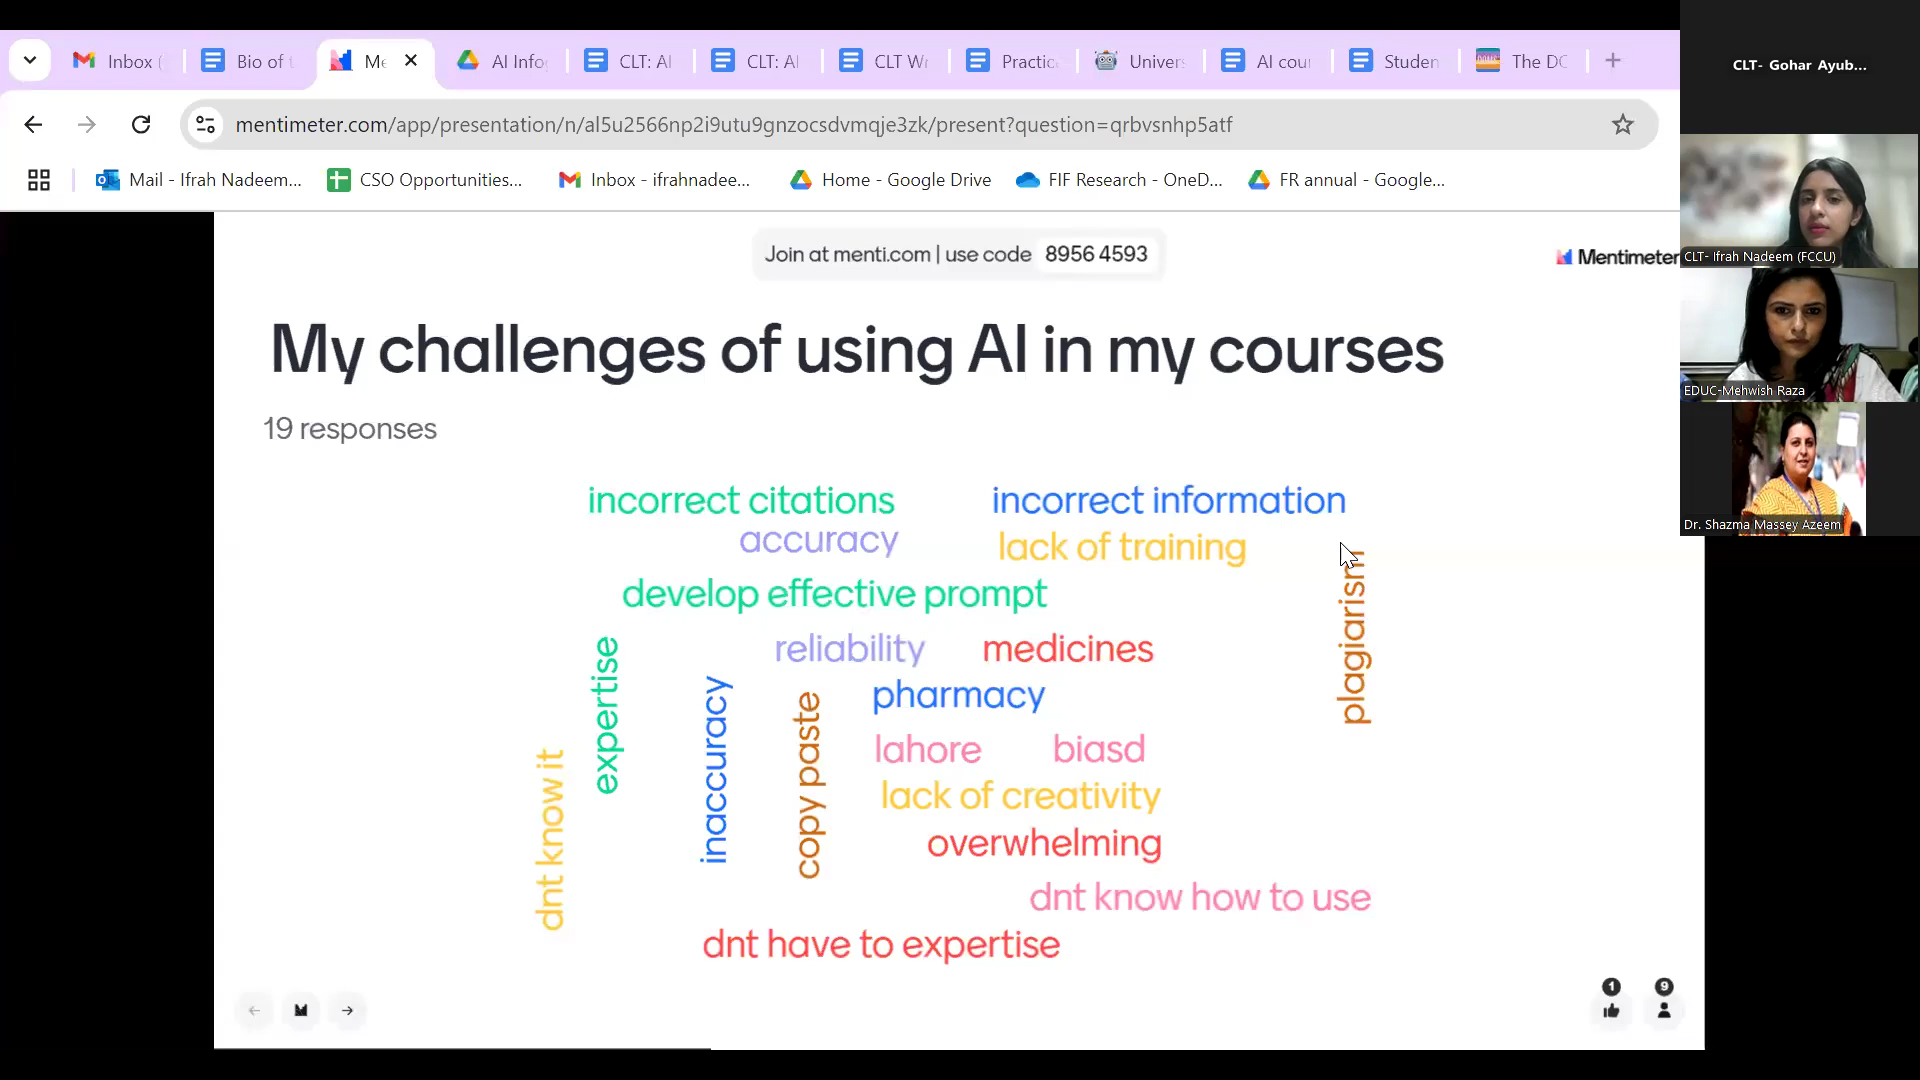 Inbox (
Bio of t
Me
AI Info
CLT: AI
CLT: AI
CLT Wr
Practic
Univers
AI cour
Studen
The DC
mentimeter.com/app/presentation/n/al5u2566np2i9utu9gnzocsdvmqje3zk/present?question=qrbvsnhp5atf
Mail - Ifrah Nadeem...
CSO Opportunities...
Inbox - ifrahnadee...
Home - Google Drive
FIF Research - OneD...
FR annual - Google...
Join at menti.com | use code 8956 4593
Mentimeter
My challenges of using AI in my courses
19 responses
incorrect citations
incorrect information
accuracy
lack of training
plagiarism
develop effective prompt
expertise
reliability
medicines
inaccuracy
copy paste
pharmacy
lahore
biasd
dnt know it
lack of creativity
overwhelming
dnt know how to use
dnt have to expertise
1
9
CLT- Gohar Ayub...
CLT- Ifrah Nadeem (FCCU)
EDUC-Mehwish Raza
Dr. Shazma Massey Azeem